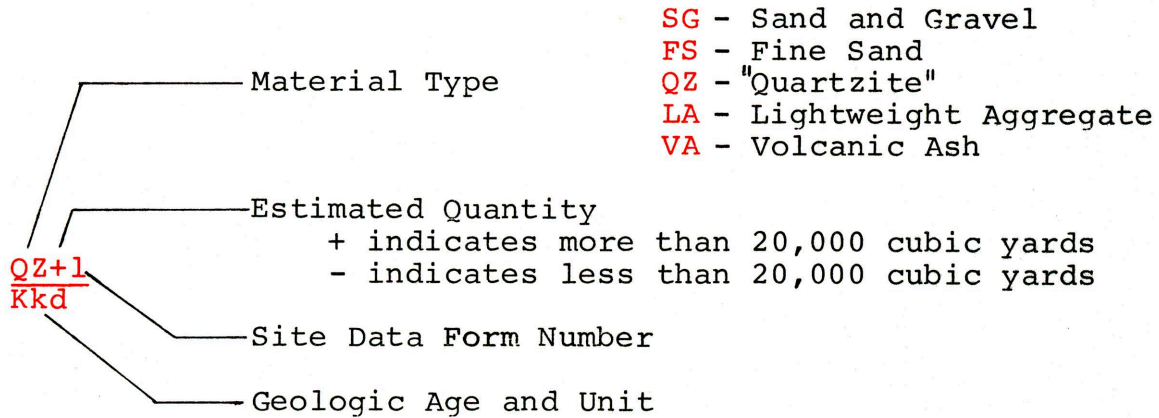 SG - Sand and Gravel
FS - Fine Sand
QZ - "Quartzite"
LA - Lightweight Aggregate
VA - Volcanic Ash
Material Type
Estimated Quantity
+ indicates more than 20,000 cubic yards
- indicates less than 20,000 cubic yards
QZ+1
Kkd
Site Data Form Number
Geologic Age and Unit